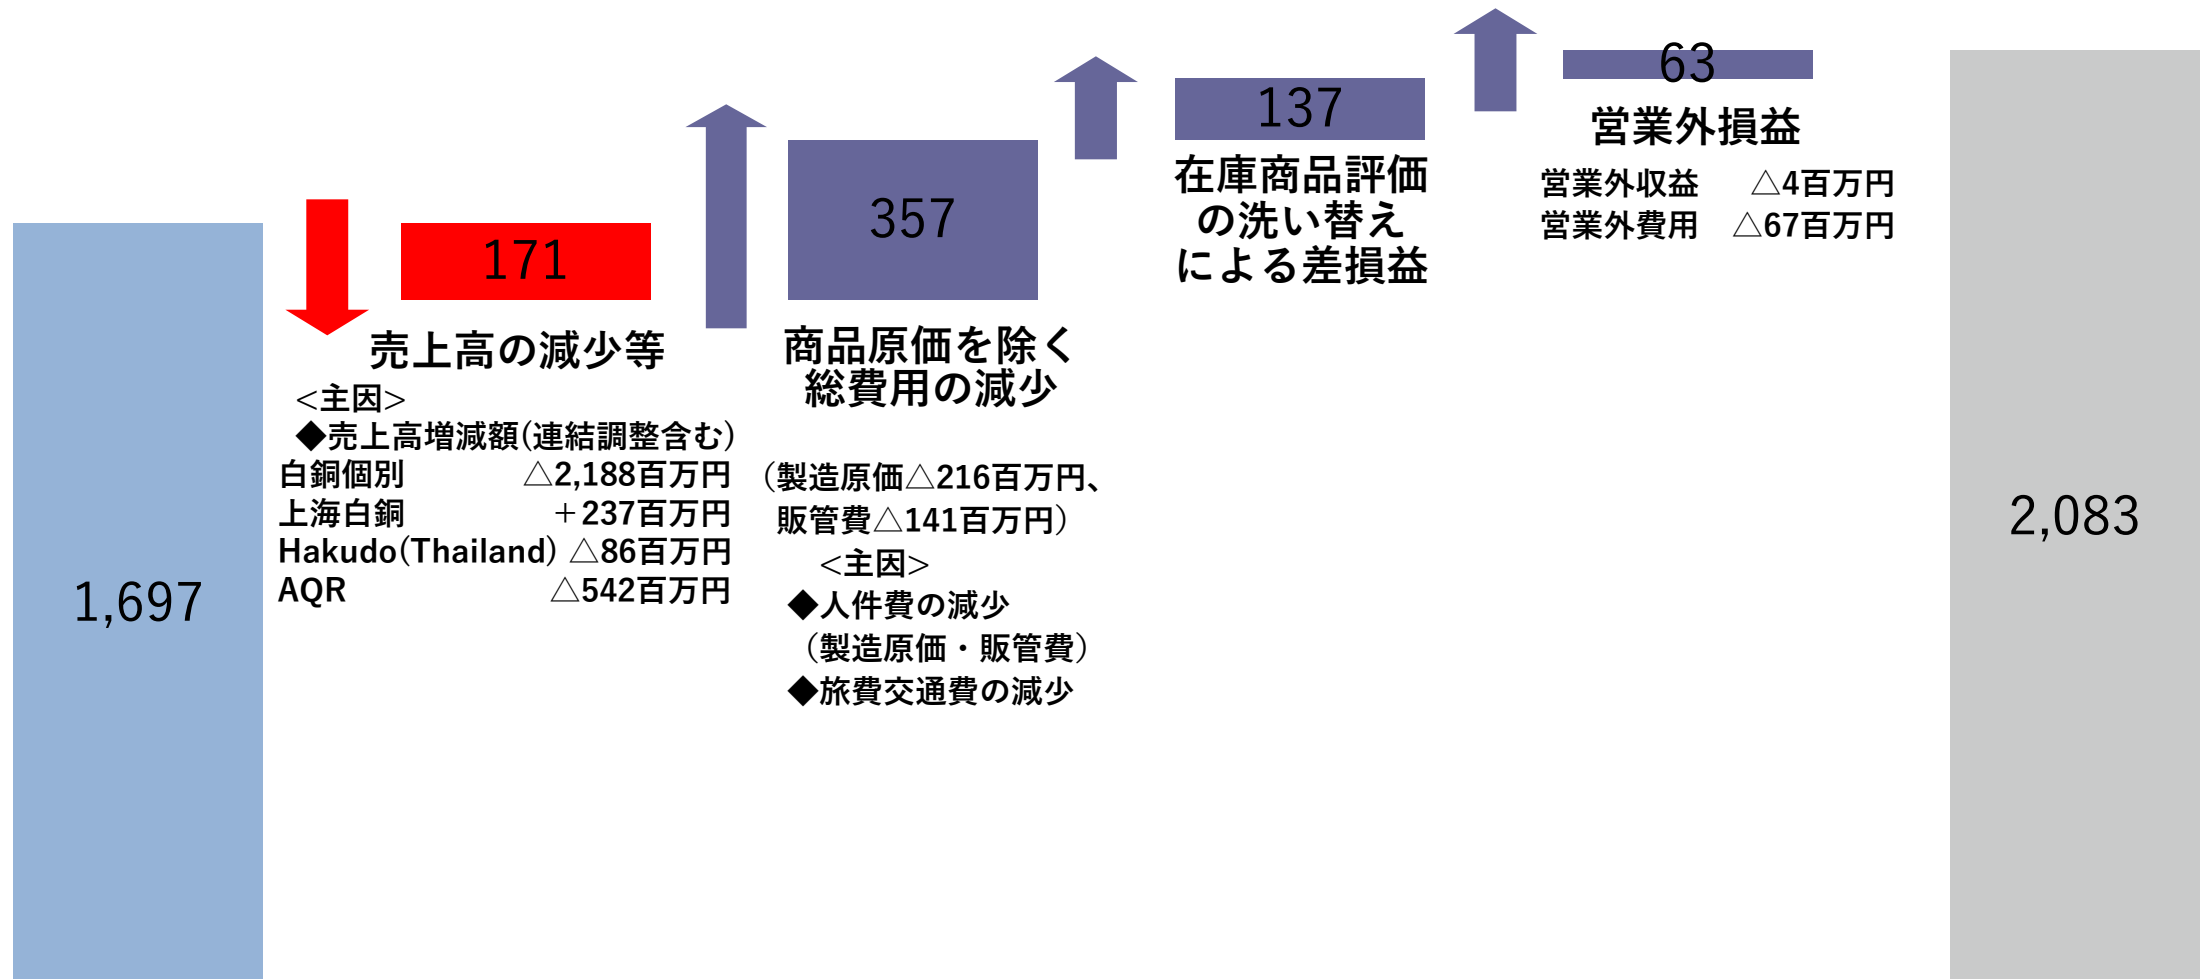 1,697
171
売上高の減少等
<主因>
◆売上高増減額(連結調整含む)
白銅個別 △2,188百万円
上海白銅 +237百万円
Hakudo(Thailand) △86百万円
AQR △542百万円
357
商品原価を除く
総費用の減少
(製造原価△216百万円、
販管費△141百万円)
<主因>
◆人件費の減少
(製造原価・販管費)
◆旅費交通費の減少
137
在庫商品評価
の洗い替え
による差損益
63
営業外損益
営業外収益 △4百万円
営業外費用 △67百万円
2,083